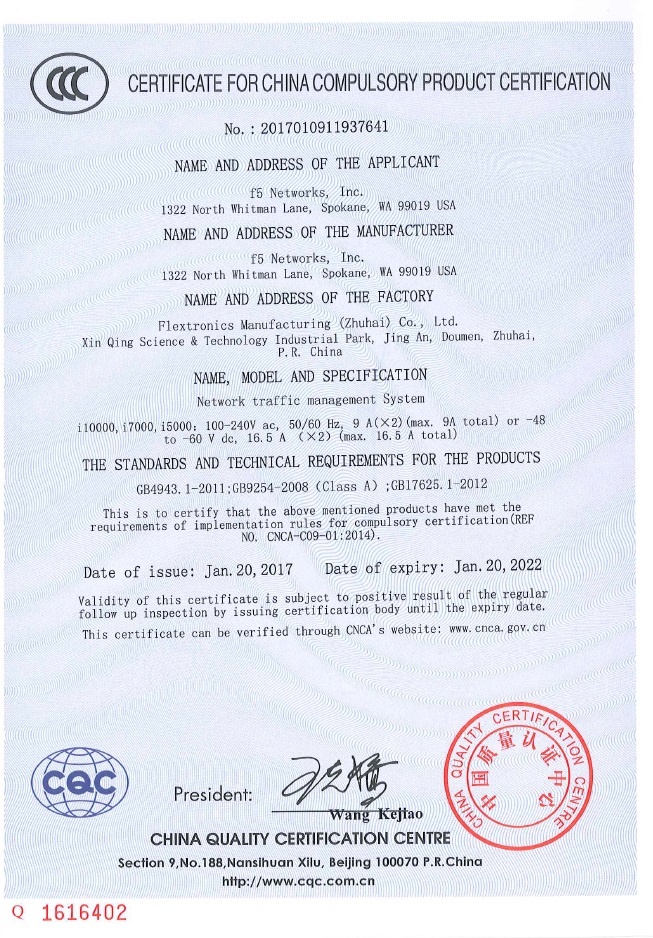 CCC
CERTIFICATE FOR CHINA COMPULSORY PRODUCT CERTIFICATION
No. : 2017010911937641
NAME AND ADDRESS OF THE APPLICANT
f5 Networks, Inc.
1322 North Whitman Lane, Spokane, WA 99019 USA
NAME AND ADDRESS OF THE MANUFACTURER
f5 Networks, Inc.
1322 North Whitman Lane, Spokane, WA 99019 USA
NAME AND ADDRESS OF THE FACTORY
Flextronics Manufacturing (Zhuhai) Co., Ltd.
Xin Qing Science & Technology Industrial Park, Jing An, Doumen, Zhuhai,
P.R. China
NAME, MODEL AND SPECIFICATION
Network traffic management System
i10000, i7000, i5000: 100-240V ac, 50/60 Hz, 9 A(×2)(max. 9A total) or -48
to -60 V dc, 16.5 A (×2) (max. 16.5 A total)
THE STANDARDS AND TECHNICAL REQUIREMENTS FOR THE PRODUCTS
GB4943.1-2011;GB9254-2008 (Class A) ;GB17625.1-2012
This is to certify that the above mentioned products have met the
requirements of implementation rules for compulsory certification(REF
NO. CNCA-C09-01:2014).
Date of issue: Jan. 20, 2017 Date of expiry: Jan. 20, 2022
Validity of this certificate is subject to positive result of the regular
follow up inspection by issuing certification body until the expiry date.
This certificate can be verified through CNCA's website: www.cnca.gov.cn
CHINA QUALITY CERTIFICATION CENTRE
中国质量认证中心
CQC
President:
Wang Kejiao
CHINA QUALITY CERTIFICATION CENTRE
Section 9,No.188,Nansihuan Xilu, Beijing 100070 P.R.China
http://www.cqc.com.cn
Q 1616402